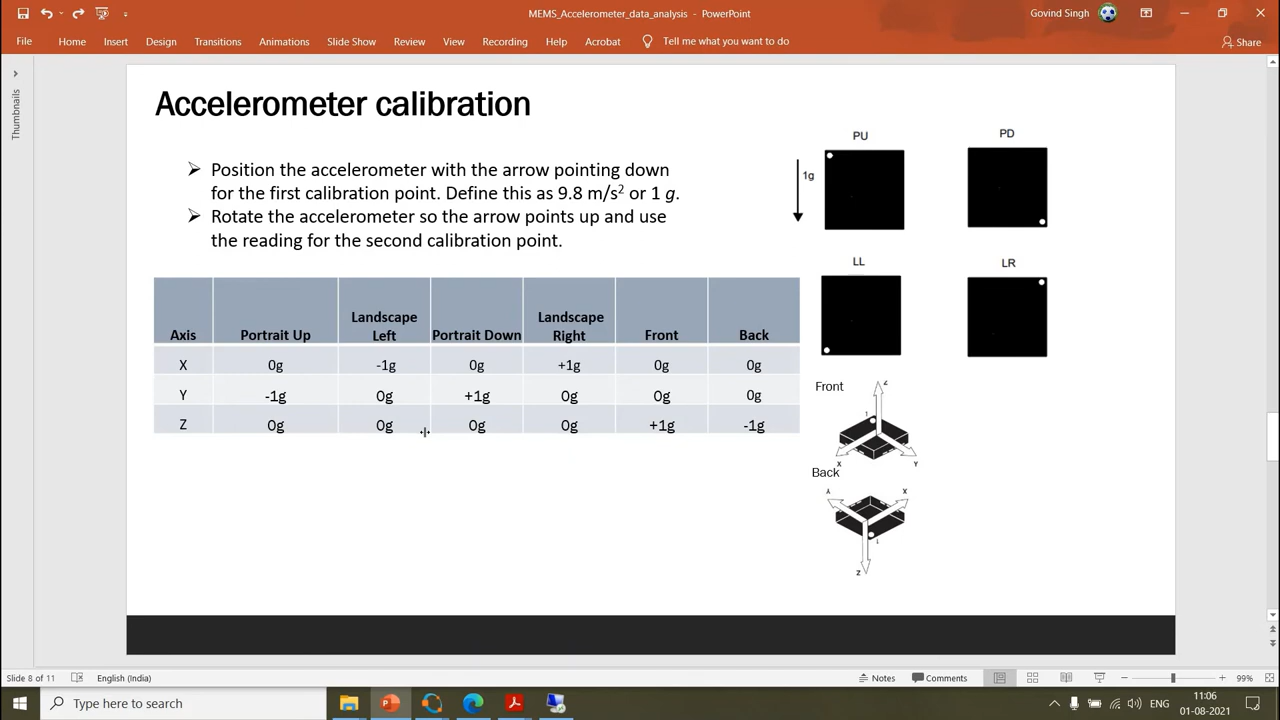 MEMS_Accelerometer_data_analysis - PowerPoint
Govind Singh
File Home Insert Design Transitions Animations Slide Show Review View Recording Help Acrobat Tell me what you want to do
Share
Thumbnails
Accelerometer calibration
➢ Position the accelerometer with the arrow pointing down
for the first calibration point. Define this as 9.8 m/s² or 1 g.
➢ Rotate the accelerometer so the arrow points up and use
the reading for the second calibration point.
Axis Portrait Up Landscape Left Portrait Down Landscape Right Front Back
X 0g -1g 0g +1g 0g 0g
Y -1g 0g +1g 0g 0g 0g
Z 0g 0g 0g 0g +1g -1g
PU
PD
1g
LL
LR
Front
Z
1
X
Y
Back
X
1
Z
Slide 8 of 11
English (India)
Notes
Comments
99%
Type here to search
ENG
11:06
01-08-2021